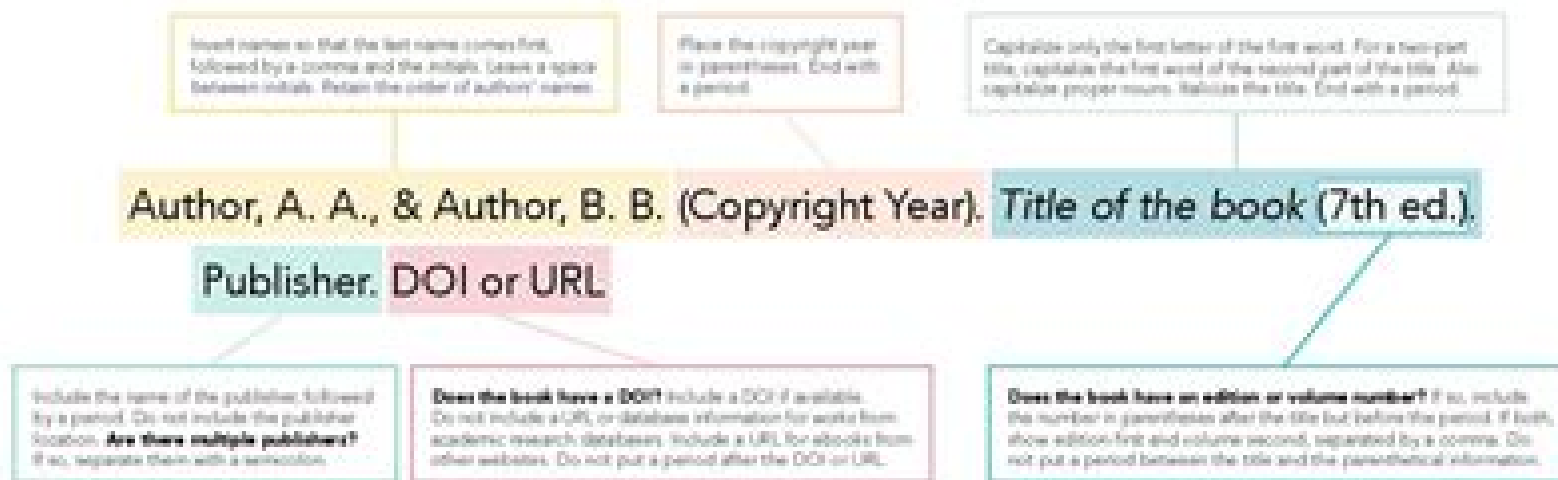 Invert names so that the last name comes first,
followed by a comma and the initials. Leave a space
between initials. Retain the order of authors' names.
Place the copyright year
in parentheses. End with
a period.
Capitalize only the first letter of the first word. For a two-part
title, capitalize the first word of the second part of the title. Also
capitalize proper nouns. Italicize the title. End with a period.
Author, A. A., & Author, B. B. (Copyright Year). Title of the book (7th ed.).
Publisher. DOI or URL
Include the name of the publisher, followed
by a period. Do not include the publisher
location. Are there multiple publishers?
If so, separate them with a semicolon.
Does the book have a DOI? Include a DOI if available.
Do not include a URL or database information for works from
academic research databases. Include a URL for ebooks from
other websites. Do not put a period after the DOI or URL.
Does the book have an edition or volume number? If so, include
the number in parentheses after the title but before the period. If both,
show edition first and volume second, separated by a comma. Do
not put a period between the title and the parenthetical information.